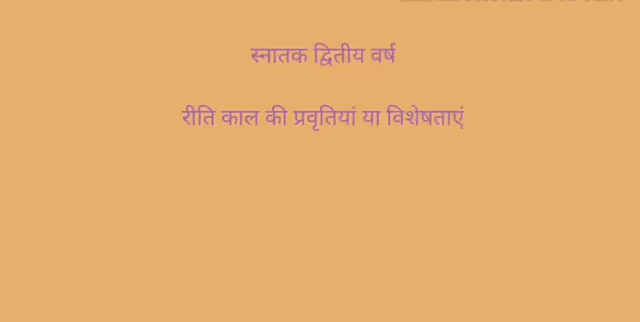 स्नातक द्वितीय वर्ष
रीति काल की प्रवृतियां या विशेषताएं